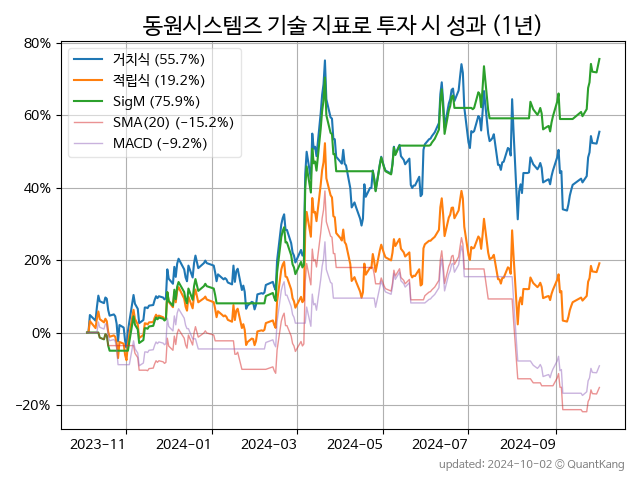 동원시스템즈 기술 지표로 투자 시 성과 (1년)
80%
60%
40%
20%
0%
−20%
거치식 (55.7%)
적립식 (19.2%)
SigM (75.9%)
SMA(20) (−15.2%)
MACD (−9.2%)
2023-11
2024-01
2024-03
2024-05
2024-07
2024-09
updated: 2024-10-02 © QuantKang